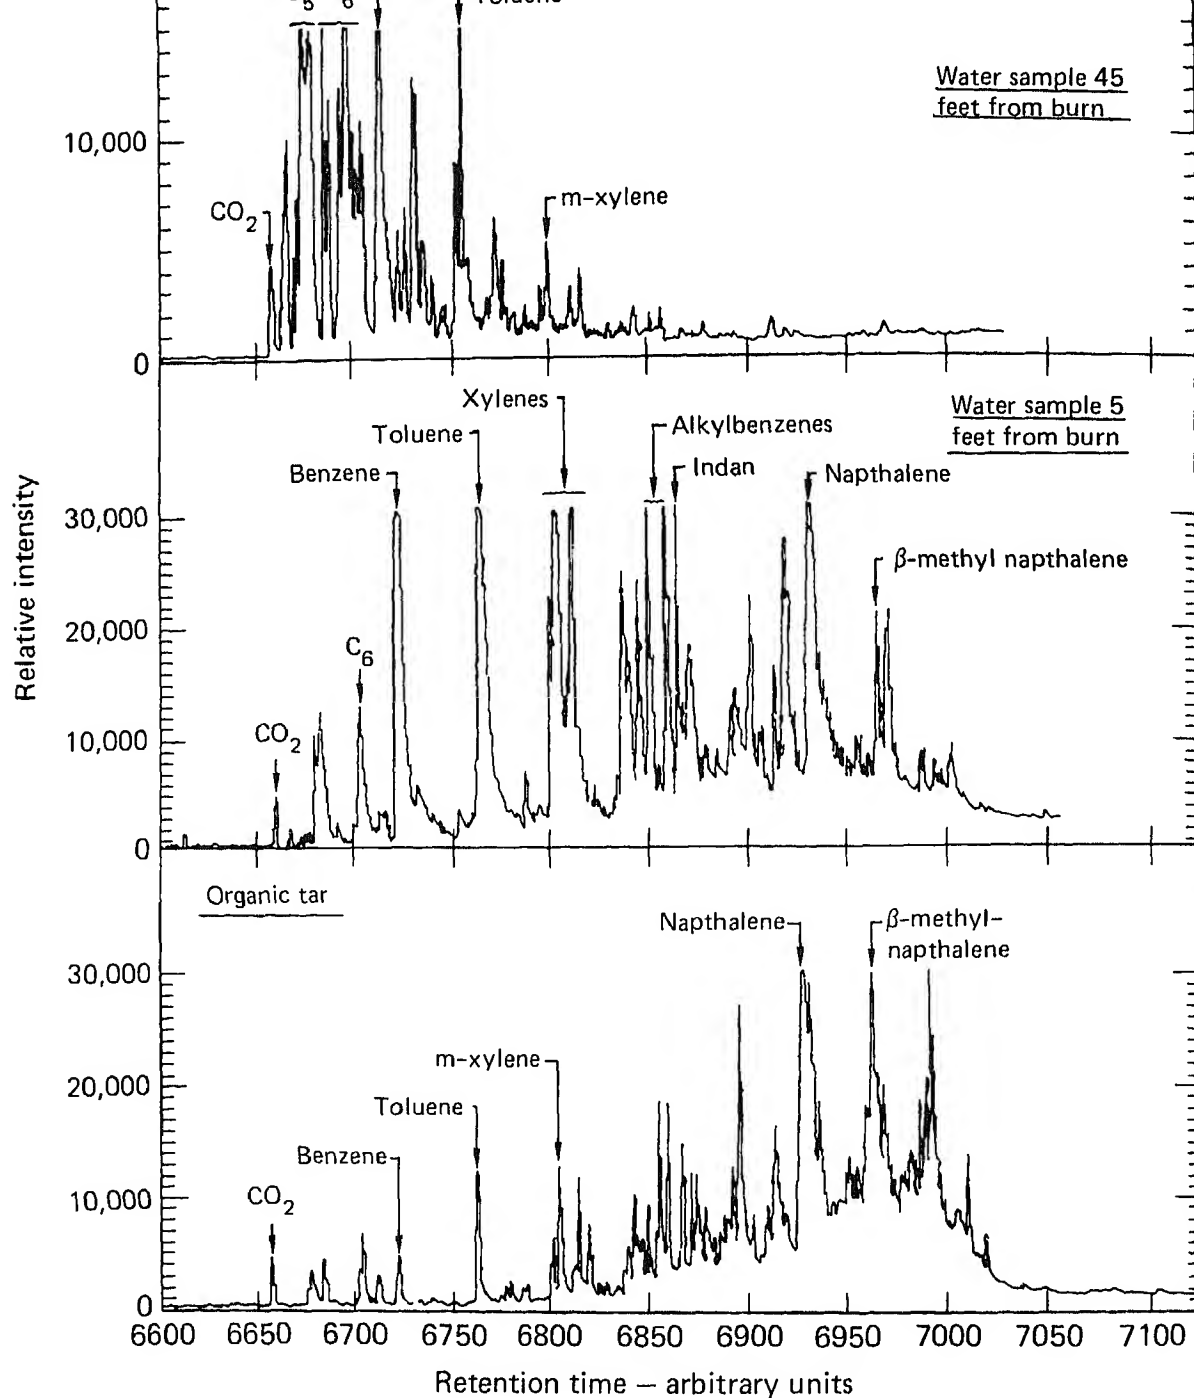 5 6
Water sample 45
feet from burn
10,000
CO2
m-xylene
0
Xylenes
Water sample 5
feet from burn
Alkylbenzenes
Toluene
Indan
Benzene
Napthalene
30,000
β-methyl napthalene
20,000
C6
CO2
10,000
0
Relative intensity
Organic tar
Napthalene
β-methyl-
napthalene
30,000
m-xylene
20,000
Toluene
Benzene
CO2
10,000
0
6600 6650 6700 6750 6800 6850 6900 6950 7000 7050 7100
Retention time — arbitrary units